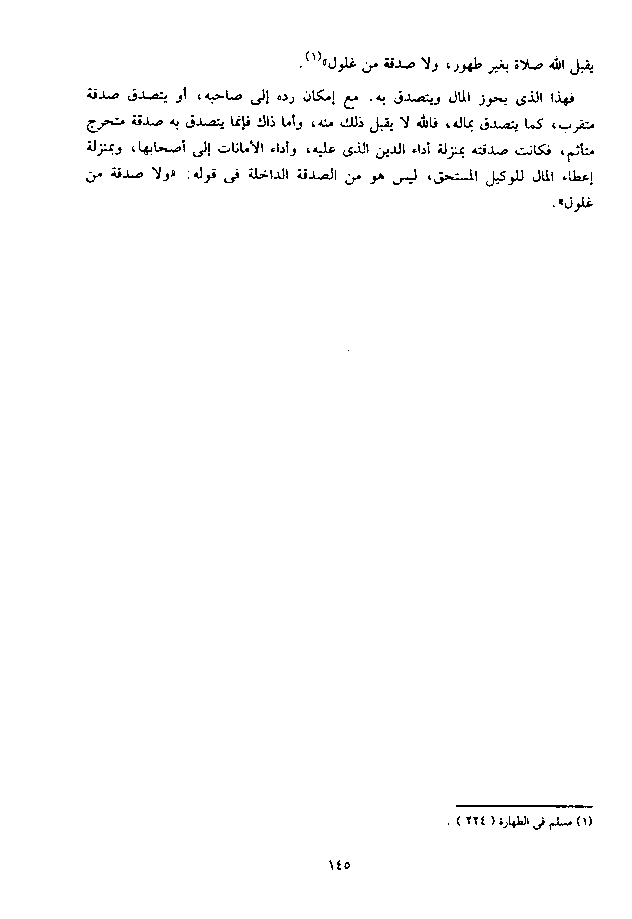 يقبل الله صلاة بغير طهور، ولا صدقة من غلول»(١).
فهذا الذى يحوز المال ويتصدق به. مع إمكان رده إلى صاحبه، أو يتصدق صدقة
متقرب، كما يتصدق بماله، فالله لا يقبل ذلك منه، وأما ذاك فإنما يتصدق به صدقة متحرج
متأثم، فكانت صدقته بمنزلة أداء الدين الذى عليه، وأداء الأمانات إلى أصحابها، وبمنزلة
إعطاء المال للوكيل المستحق، ليس هو من الصدقة الداخلة فى قوله: «ولا صدقة من
غلول».
(١) مسلم فى الطهارة ( ٢٢٤ ) .
١٤٥